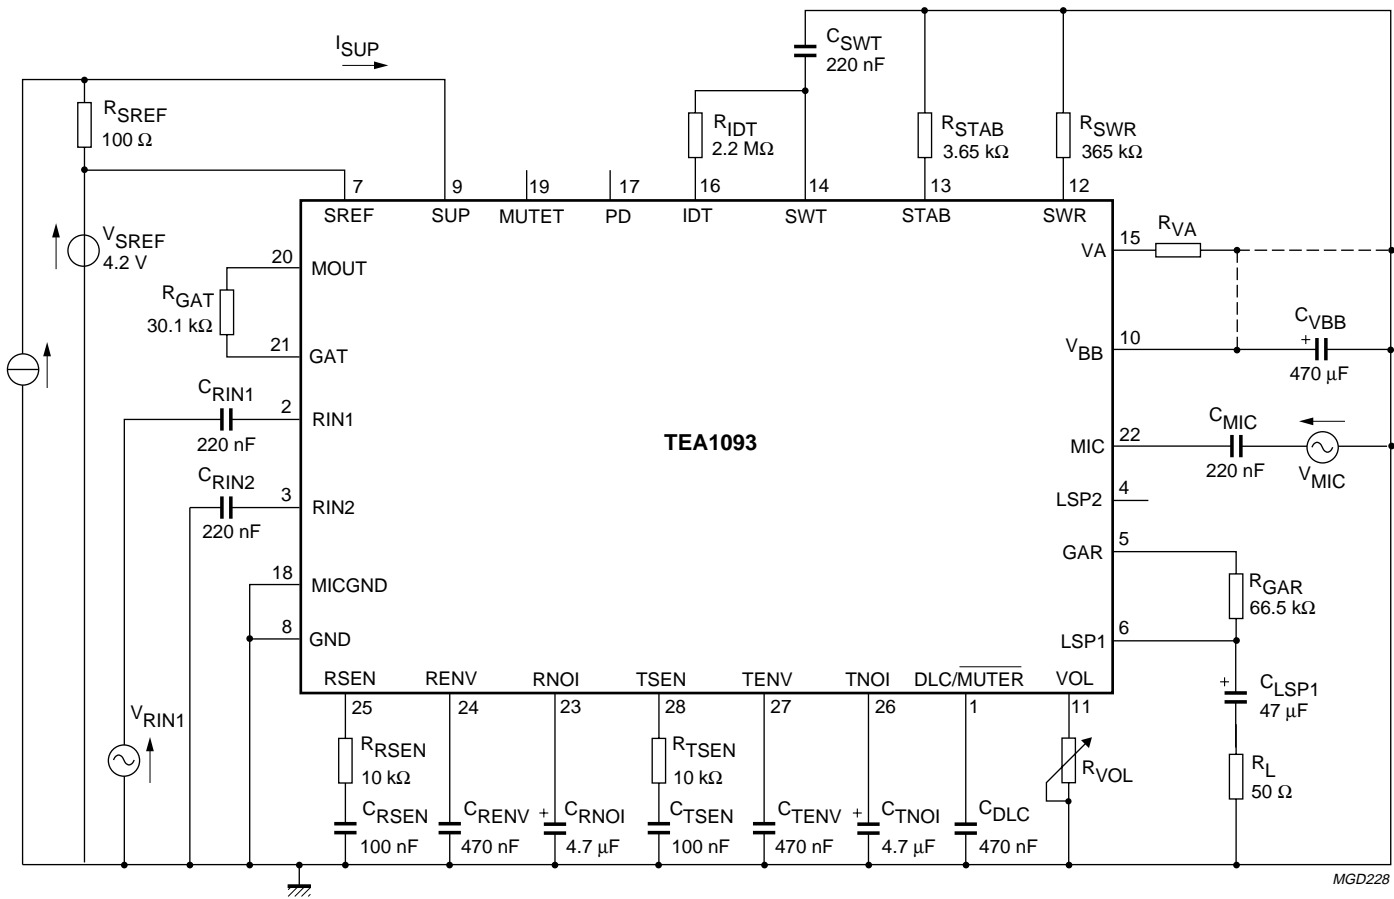 I_SUP
C_SWT
220 nF
R_SREF
100 Ω
R_IDT
2.2 MΩ
R_STAB
3.65 kΩ
R_SWR
365 kΩ
7
9
19
17
16
14
13
12
SREF
SUP
MUTET
PD
IDT
SWT
STAB
SWR
V_SREF
4.2 V
20
MOUT
VA
15
R_VA
R_GAT
30.1 kΩ
21
GAT
V_BB
10
C_VBB
+
470 µF
C_RIN1
220 nF
2
RIN1
TEA1093
MIC
22
C_MIC
220 nF
V_MIC
C_RIN2
220 nF
3
RIN2
LSP2
4
GAR
5
R_GAR
66.5 kΩ
18
MICGND
8
GND
LSP1
6
RSEN
RENV
RNOI
TSEN
TENV
TNOI
DLC/MUTER
VOL
25
24
23
28
27
26
1
11
+
C_LSP1
47 µF
V_RIN1
R_RSEN
10 kΩ
R_TSEN
10 kΩ
R_VOL
R_L
50 Ω
C_RSEN
100 nF
C_RENV
470 nF
+
C_RNOI
4.7 µF
C_TSEN
100 nF
C_TENV
470 nF
+
C_TNOI
4.7 µF
C_DLC
470 nF
MGD228